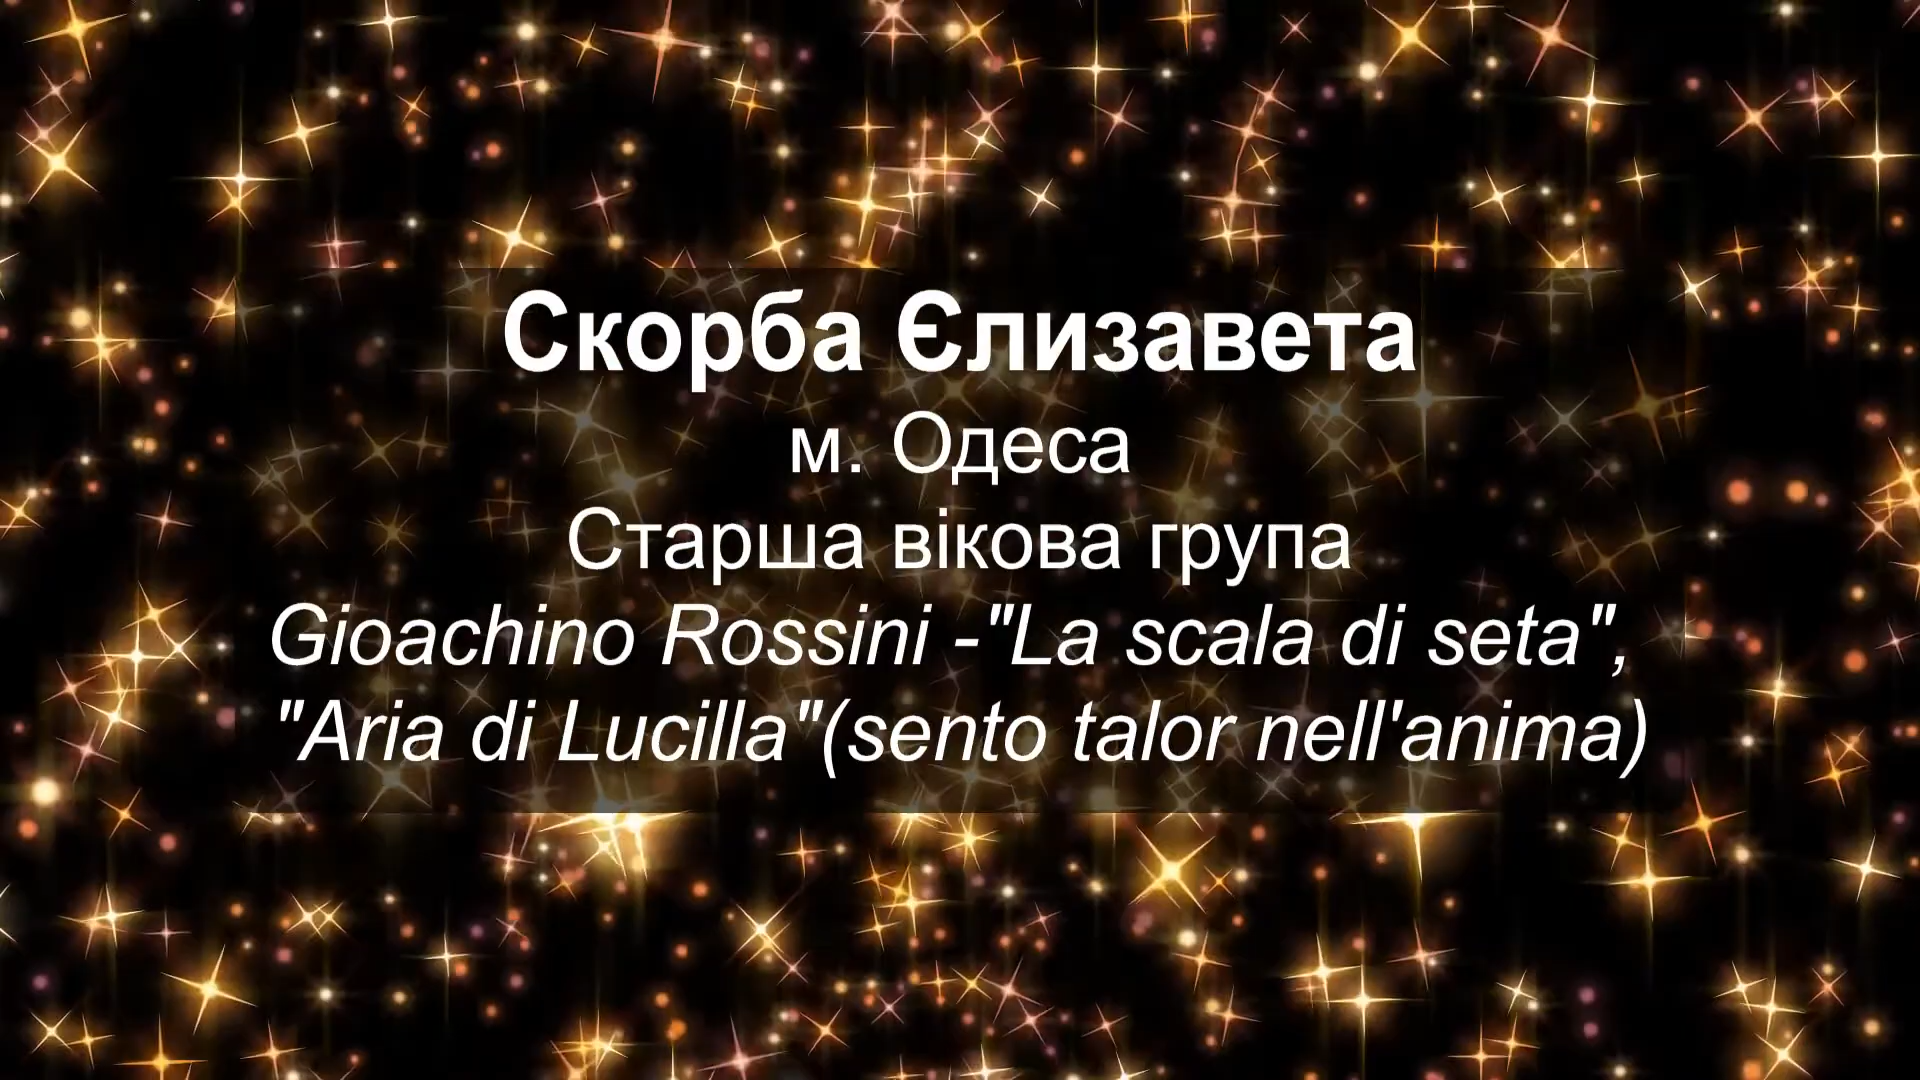 Скорба Єлизавета
м. Одеса
Старша вікова група
Gioachino Rossini -"La scala di seta",
"Aria di Lucilla"(sento talor nell'anima)